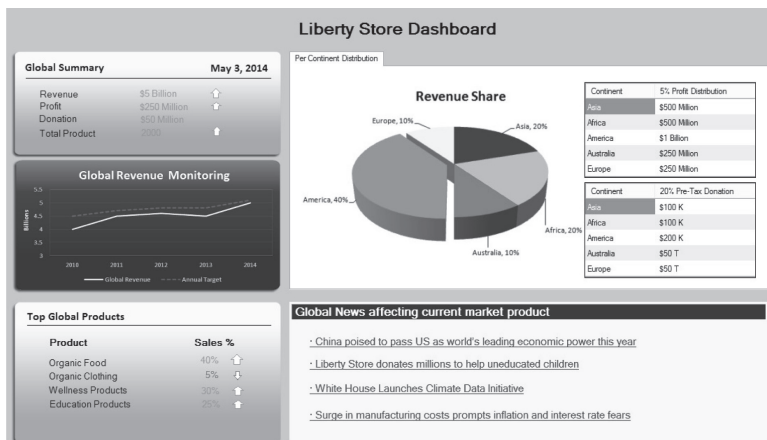 Liberty Store Dashboard
Global Summary May 3, 2014
Revenue $5 Billion
Profit $250 Million
Donation $50 Million
Total Product 2000
Global Revenue Monitoring
Billions
5.5
5
4.5
4
3.5
3
2010 2011 2012 2013 2014
Global Revenue Annual Target
Top Global Products
Product Sales %
Organic Food 40%
Organic Clothing 5%
Wellness Products 30%
Education Products 25%
Per Continent Distribution
Revenue Share
Europe, 10%
Asia, 20%
America, 40%
Africa, 20%
Australia, 10%
Continent 5% Profit Distribution
Asia $500 Million
Africa $500 Million
America $1 Billion
Australia $250 Million
Europe $250 Million
Continent 20% Pre-Tax Donation
Asia $100 K
Africa $100 K
America $200 K
Australia $50 T
Europe $50 T
Global News affecting current market product
· China poised to pass US as world's leading economic power this year
· Liberty Store donates millions to help uneducated children
· White House Launches Climate Data Initiative
· Surge in manufacturing costs prompts inflation and interest rate fears